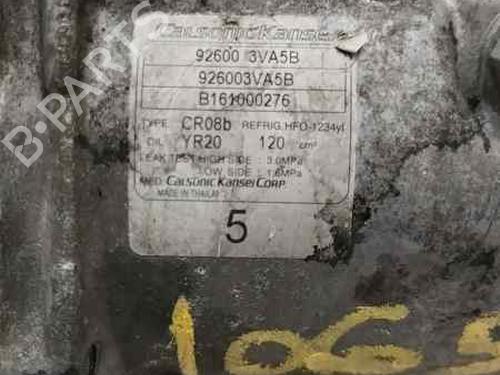 B-PARTS
CalsonicKansei
92600 3VA5B
926003VA5B
B161000276
TYPE CR08b REFRIG. HFO-1234yf
OIL YR20 120 cm³
LEAK TEST HIGH SIDE : 3.0MPa
LOW SIDE : 1.6MPa
CalsonicKansei CORP.
MADE IN THAILAND
5